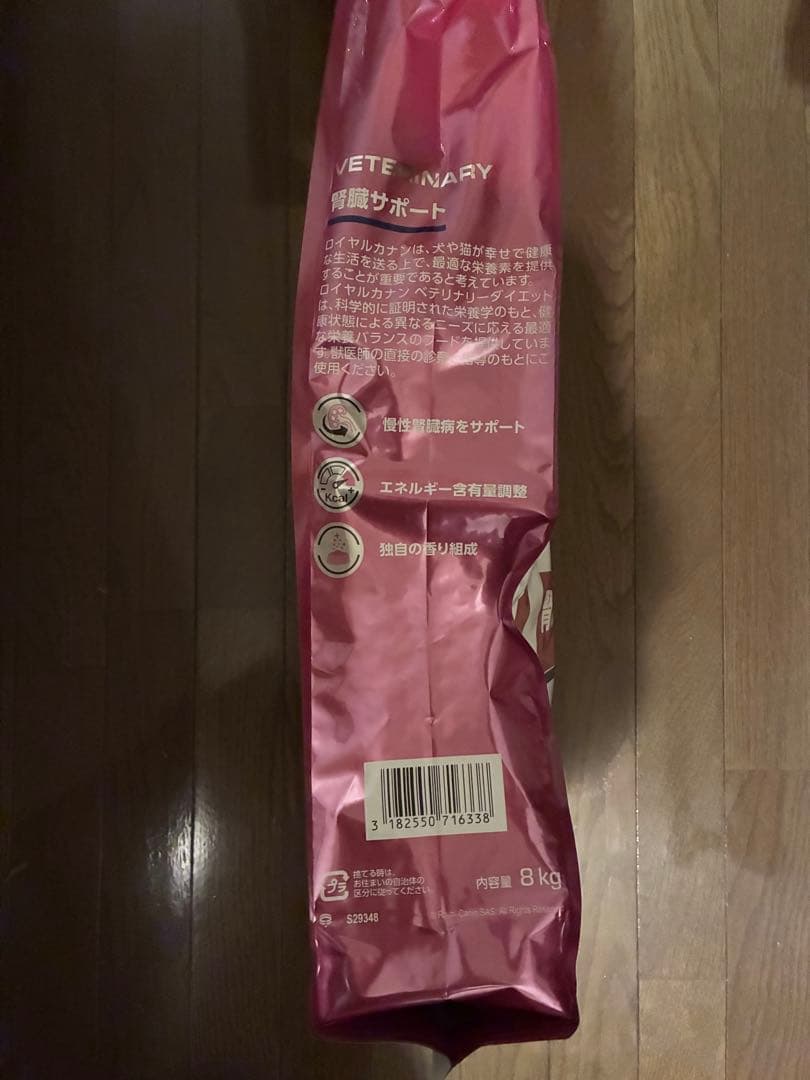 VETERINARY
腎臓サポート
ロイヤルカナンは、犬や猫が幸せで健康
な生活を送る上で、最適な栄養素を提供
することが重要であると考えています。
ロイヤルカナン ベテリナリーダイエット
は、科学的に証明された栄養学のもと、健
康状態による異なるニーズに応える最適
な栄養バランスのフードを提供していま
す。獣医師の直接の診察、指導のもとにご
使用ください。
慢性腎臓病をサポート
Kcal
エネルギー含有量調整
独自の香り組成
3 182550 716338
プラ
捨てる時は、
お住まいの自治体の
区分に従ってください。
内容量 8 kg
S29348
© Royal Canin SAS. All Rights